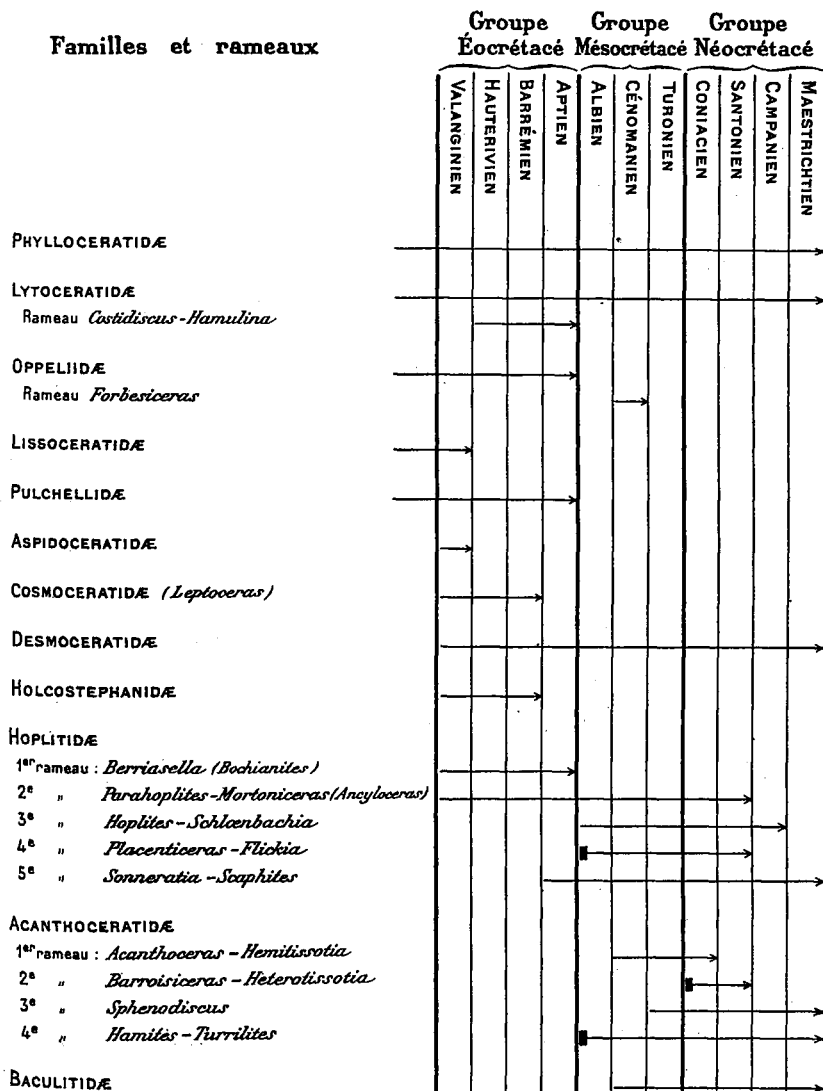 Familles et rameaux
Groupe Éocrétacé
Groupe Mésocrétacé
Groupe Néocrétacé
VALANGINIEN
HAUTERIVIEN
BARRÉMIEN
APTIEN
ALBIEN
CÉNOMANIEN
TURONIEN
CONIACIEN
SANTONIEN
CAMPANIEN
MAESTRICHTIEN
PHYLLOCERATIDÆ
LYTOCERATIDÆ
Rameau Costidiscus-Hamulina
OPPELIIDÆ
Rameau Forbesiceras
LISSOCERATIDÆ
PULCHELLIDÆ
ASPIDOCERATIDÆ
COSMOCERATIDÆ (Leptoceras)
DESMOCERATIDÆ
HOLCOSTEPHANIDÆ
HOPLITIDÆ
1er rameau : Berriasella (Bochianites)
2e „ Parahoplites-Mortoniceras (Ancyloceras)
3e „ Hoplites-Schlœnbachia
4e „ Placenticeras-Flickia
5e „ Sonneratia-Scaphites
ACANTHOCERATIDÆ
1er rameau : Acanthoceras-Hemitissotia
2e „ Barroisiceras-Heterotissotia
3e „ Sphenodiscus
4e „ Hamites-Turrilites
BACULITIDÆ